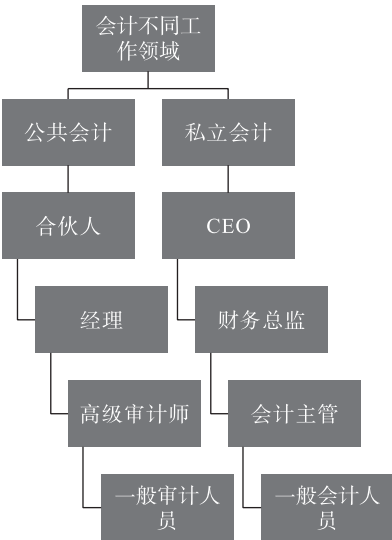 会计不同工
作领域
公共会计
私立会计
合伙人
CEO
经理
财务总监
高级审计师
会计主管
一般审计人
员
一般会计人
员